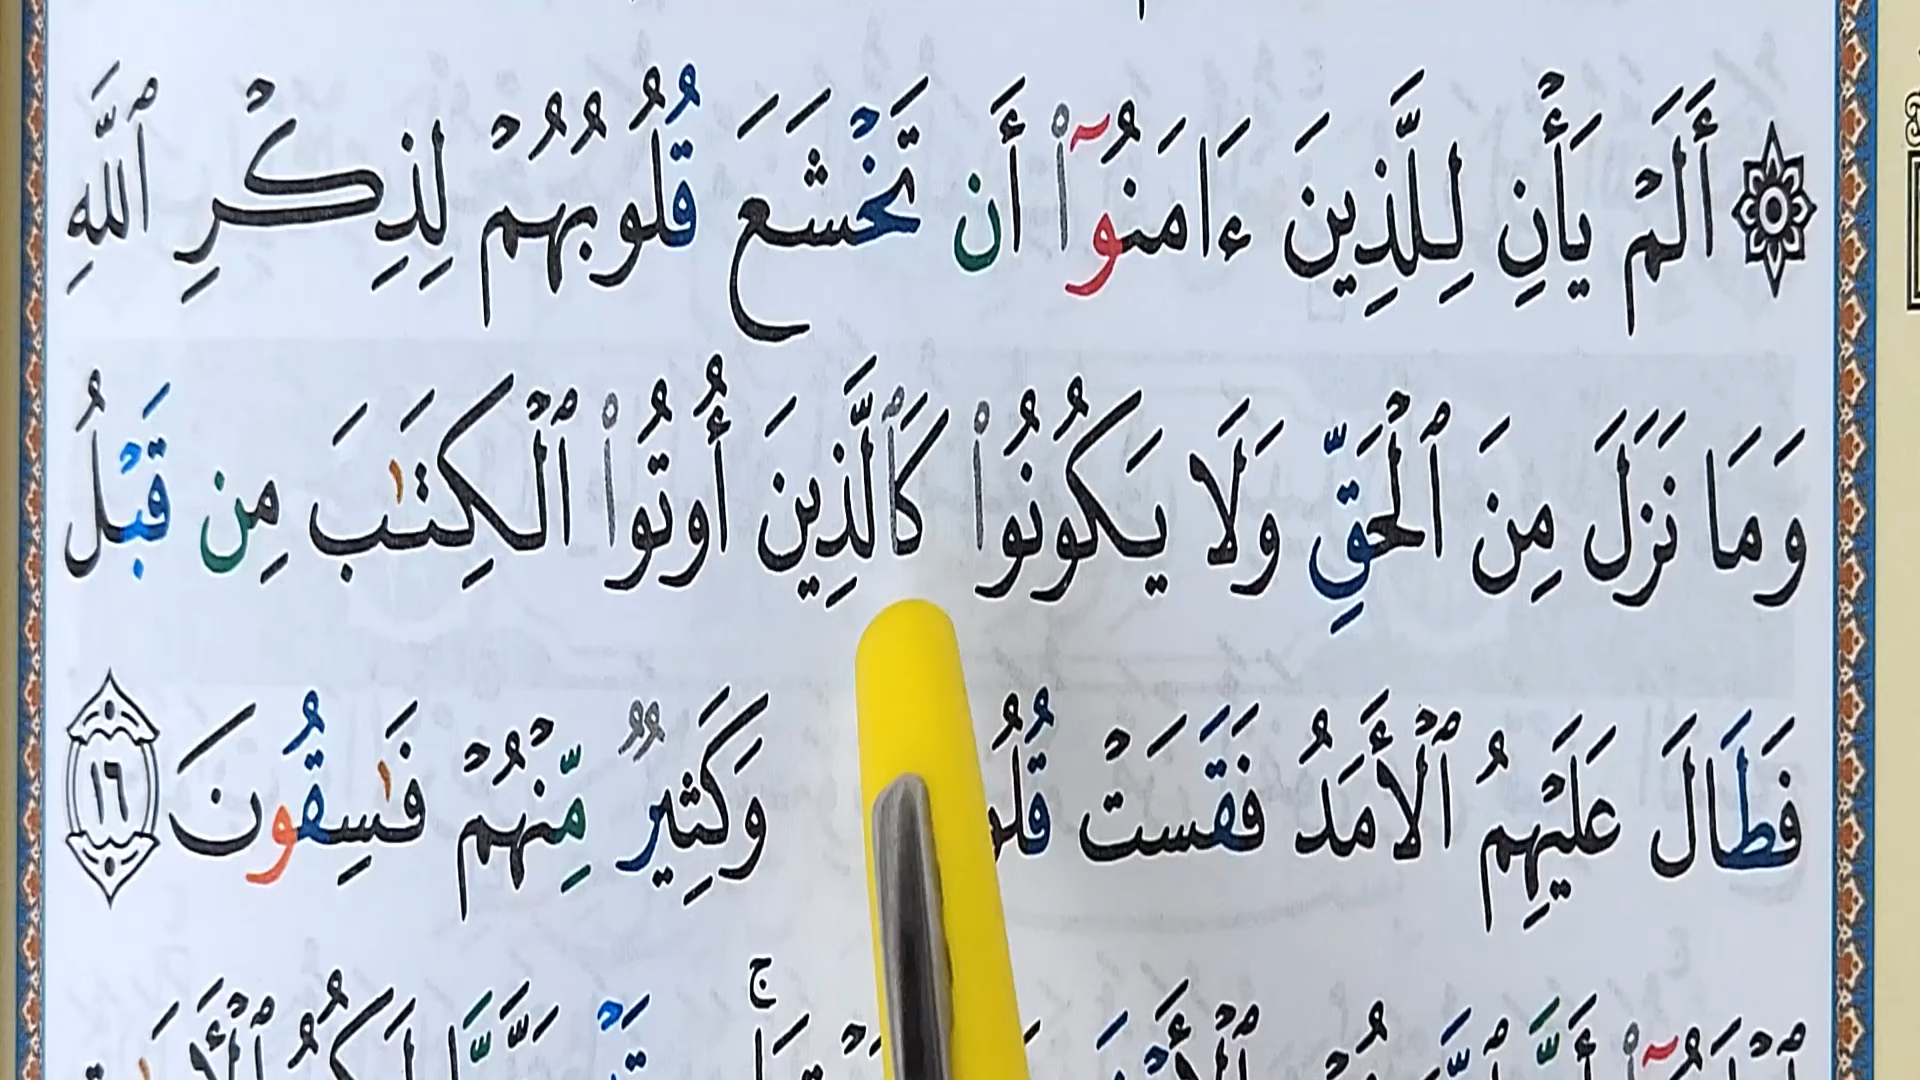 ۞ أَلَمْ يَأْنِ لِلَّذِينَ ءَامَنُوٓا۟ أَن تَخْشَعَ قُلُوبُهُمْ لِذِكْرِ ٱللَّهِ
وَمَا نَزَلَ مِنَ ٱلْحَقِّ وَلَا يَكُونُوا۟ كَٱلَّذِينَ أُوتُوا۟ ٱلْكِتَـٰبَ مِن قَبْلُ
فَطَالَ عَلَيْهِمُ ٱلْأَمَدُ فَقَسَتْ وَكَثِيرٌ مِّنْهُمْ فَـٰسِقُونَ ١٦